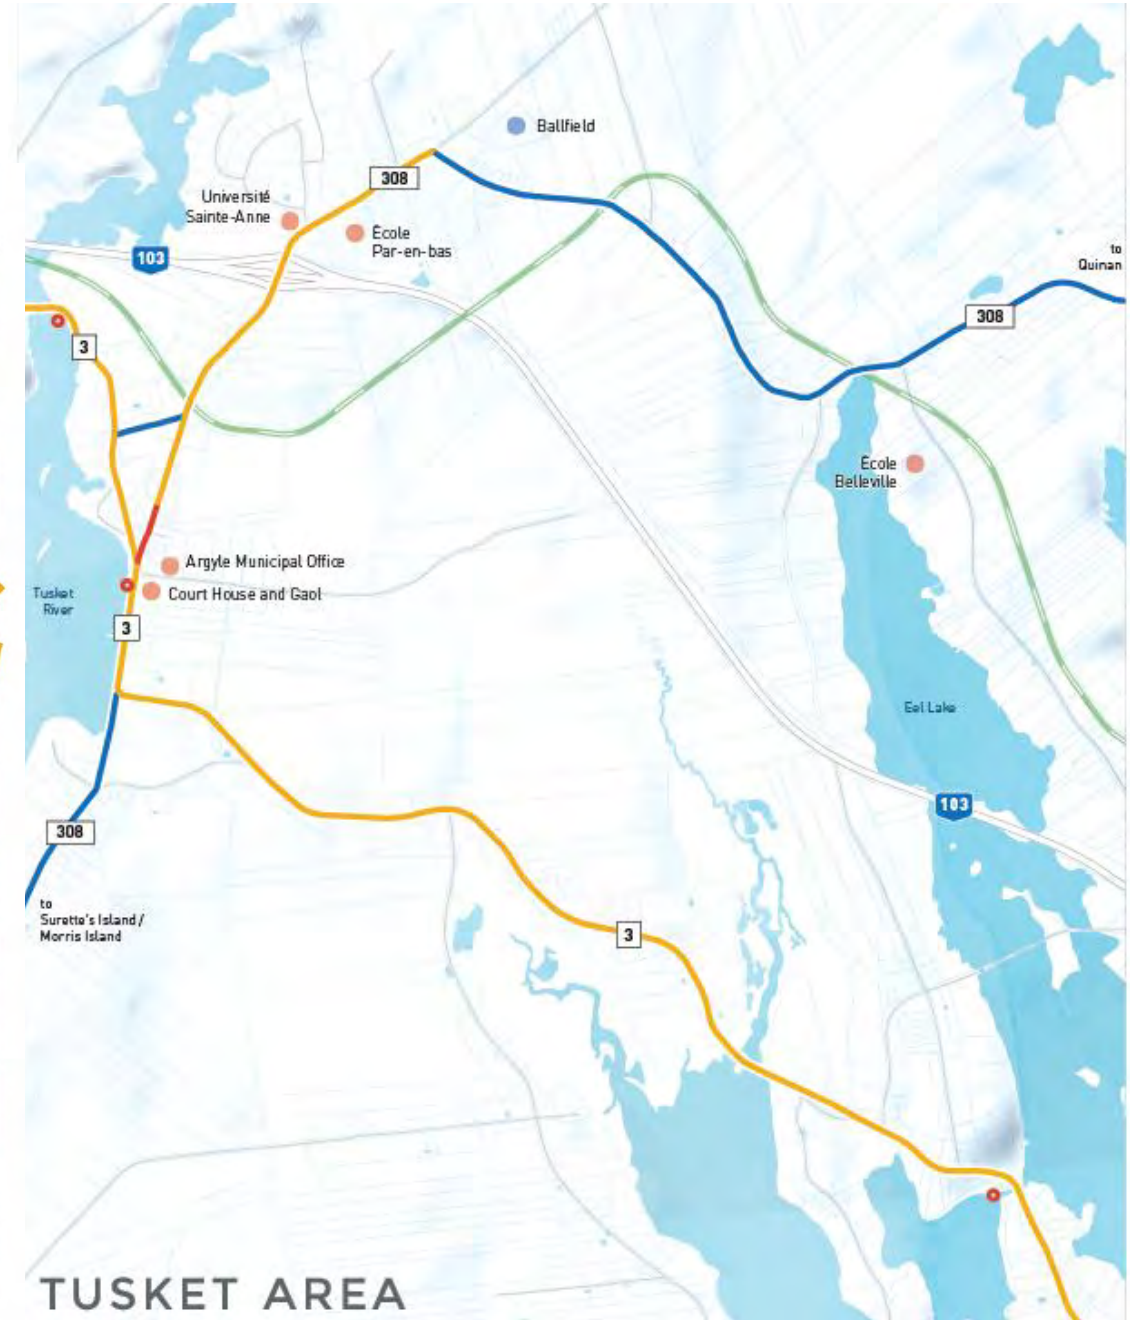 Ballfield
308
Université
Sainte-Anne
École
Par-en-bas
103
to
Quinan
308
3
École
Belleville
Argyle Municipal Office
Court House and Gaol
Tusket
River
3
Eel Lake
103
308
to
Surette's Island/
Morris Island
3
TUSKET AREA